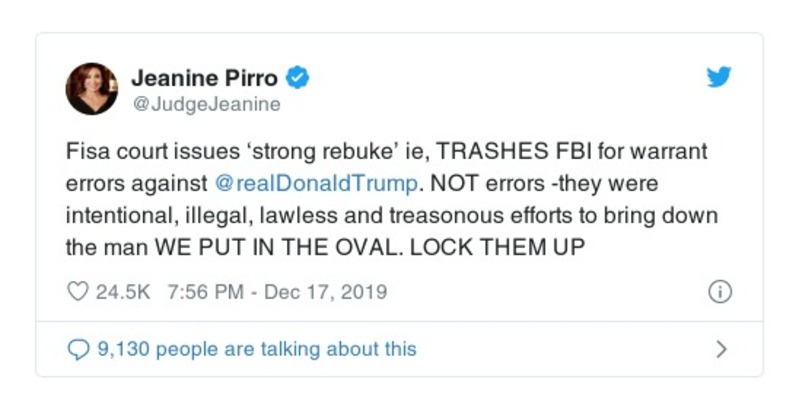 Jeanine Pirro
@JudgeJeanine
Fisa court issues ‘strong rebuke’ ie, TRASHES FBI for warrant
errors against @realDonaldTrump. NOT errors -they were
intentional, illegal, lawless and treasonous efforts to bring down
the man WE PUT IN THE OVAL. LOCK THEM UP
24.5K 7:56 PM - Dec 17, 2019
9,130 people are talking about this